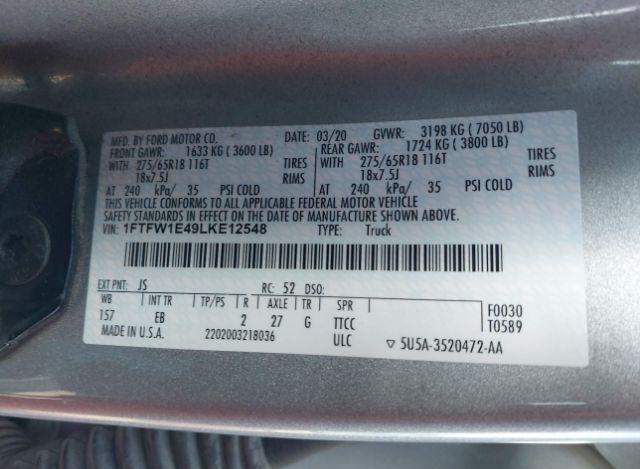 MFD. BY FORD MOTOR CO. DATE: 03/20 GVWR: 3198 KG ( 7050 LB)
FRONT GAWR: 1633 KG ( 3600 LB) REAR GAWR: 1724 KG ( 3800 LB)
WITH 275/65R18 116T TIRES WITH 275/65R18 116T TIRES
18x7.5J RIMS 18x7.5J RIMS
AT 240 kPa/ 35 PSI COLD AT 240 kPa/ 35 PSI COLD
THIS VEHICLE CONFORMS TO ALL APPLICABLE FEDERAL MOTOR VEHICLE
SAFETY STANDARDS IN EFFECT ON THE DATE OF MANUFACTURE SHOWN ABOVE.
VIN: 1FTFW1E49LKE12548 TYPE: Truck
EXT PNT: JS RC: 52 DSO:
WB INT TR TP/PS R AXLE TR SPR F0030
157 EB 2 27 G TTCC T0589
MADE IN U.S.A. 2202003218036 ULC ▽ 5U5A-3520472-AA